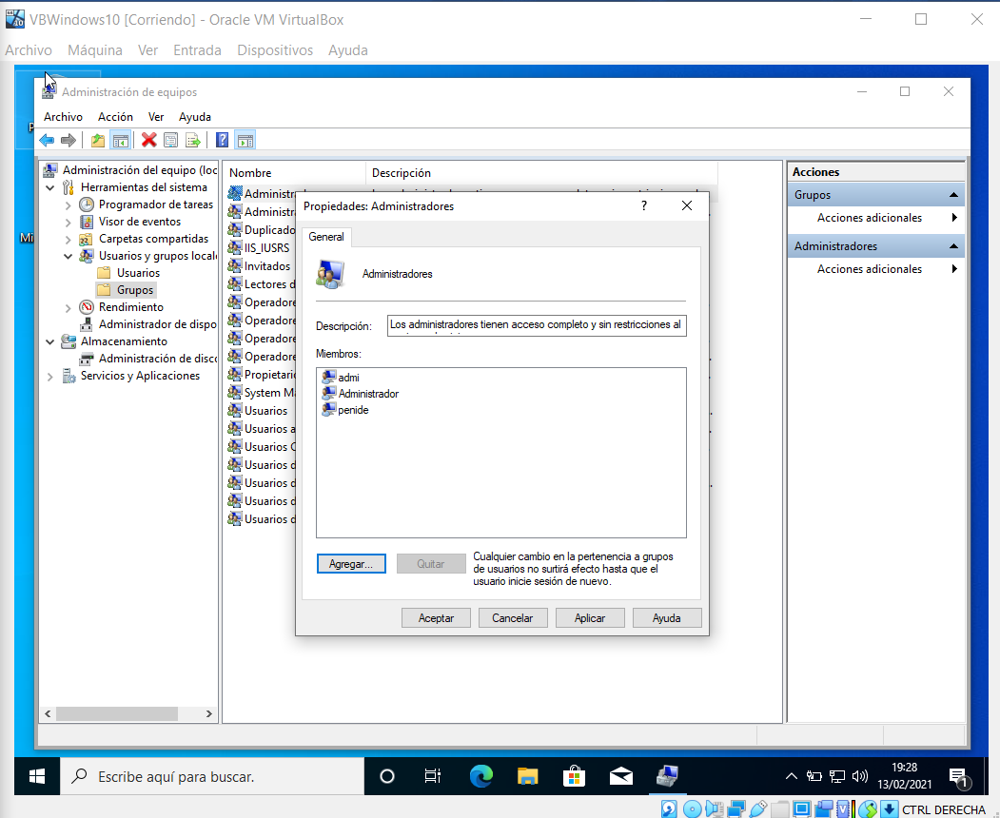 VBWindows10 [Corriendo] - Oracle VM VirtualBox
Archivo Máquina Ver Entrada Dispositivos Ayuda
Administración de equipos
Archivo Acción Ver Ayuda
Administración del equipo (loc
Herramientas del sistema
Programador de tareas
Visor de eventos
Carpetas compartidas
Usuarios y grupos locale
Usuarios
Grupos
Rendimiento
Administrador de dispo
Almacenamiento
Administración de disco
Servicios y Aplicaciones
Nombre Descripción
Administra
Administra
Duplicado
IIS_IUSRS
Invitados
Lectores d
Operadore
Operadore
Operadore
Operadore
Propietario
System Ma
Usuarios
Usuarios a
Usuarios C
Usuarios d
Usuarios d
Usuarios d
Usuarios d
Propiedades: Administradores ?
General
Administradores
Descripción: Los administradores tienen acceso completo y sin restricciones al
Miembros:
admi
Administrador
penide
Agregar... Quitar
Cualquier cambio en la pertenencia a grupos
de usuarios no surtirá efecto hasta que el
usuario inicie sesión de nuevo.
Aceptar Cancelar Aplicar Ayuda
Acciones
Grupos
Acciones adicionales
Administradores
Acciones adicionales
Escribe aquí para buscar.
19:28
13/02/2021
1
CTRL DERECHA